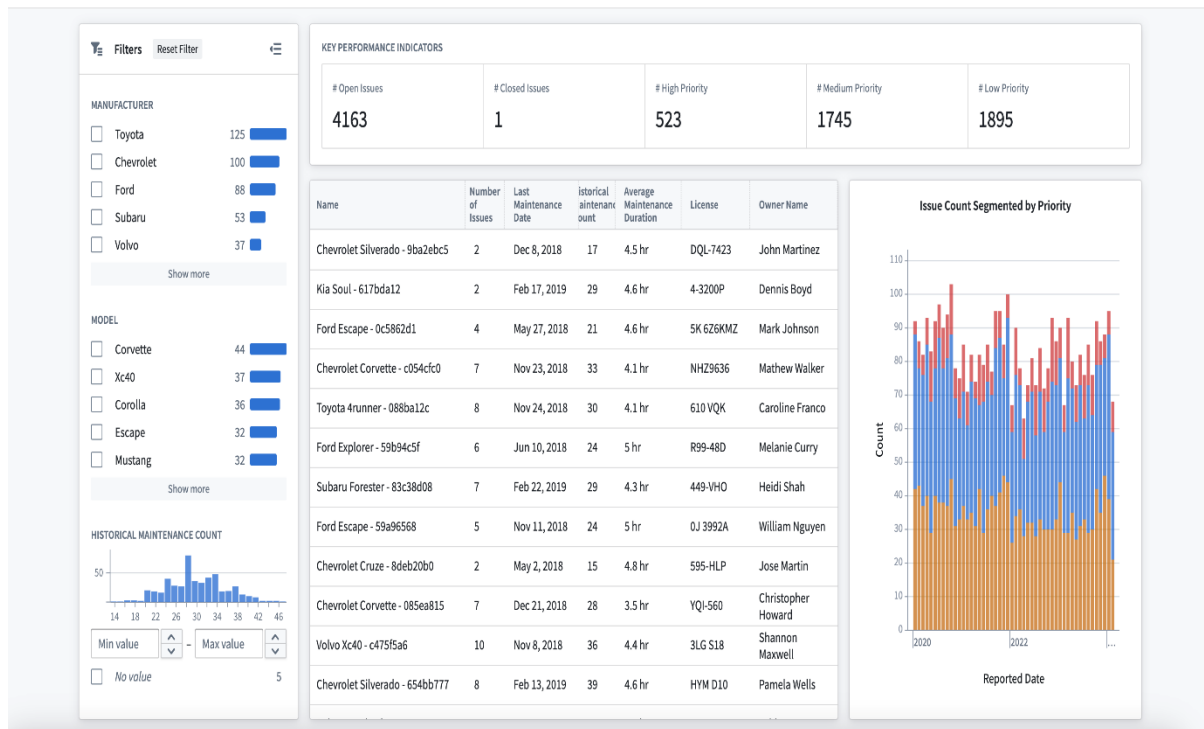 Filters Reset Filter
MANUFACTURER
Toyota 125
Chevrolet 100
Ford 88
Subaru 53
Volvo 37
Show more
MODEL
Corvette 44
Xc40 37
Corolla 36
Escape 32
Mustang 32
Show more
HISTORICAL MAINTENANCE COUNT
50
14 18 22 26 30 34 38 42 46
Min value – Max value
No value 5
KEY PERFORMANCE INDICATORS
# Open Issues # Closed Issues # High Priority # Medium Priority # Low Priority
4163 1 523 1745 1895
Name Number of Issues Last Maintenance Date istorical aintenanc ount Average Maintenance Duration License Owner Name
Chevrolet Silverado - 9ba2ebc5 2 Dec 8, 2018 17 4.5 hr DQL-7423 John Martinez
Kia Soul - 617bda12 2 Feb 17, 2019 29 4.6 hr 4-3200P Dennis Boyd
Ford Escape - 0c5862d1 4 May 27, 2018 21 4.6 hr 5K 6Z6KMZ Mark Johnson
Chevrolet Corvette - c054cfc0 7 Nov 23, 2018 33 4.1 hr NHZ9636 Mathew Walker
Toyota 4runner - 088ba12c 8 Nov 24, 2018 30 4.1 hr 610 VQK Caroline Franco
Ford Explorer - 59b94c5f 6 Jun 10, 2018 24 5 hr R99-48D Melanie Curry
Subaru Forester - 83c38d08 7 Feb 22, 2019 29 4.3 hr 449-VHO Heidi Shah
Ford Escape - 59a96568 5 Nov 11, 2018 24 5 hr 0J 3992A William Nguyen
Chevrolet Cruze - 8deb20b0 2 May 2, 2018 15 4.8 hr 595-HLP Jose Martin
Chevrolet Corvette - 085ea815 7 Dec 21, 2018 28 3.5 hr YQI-560 Christopher Howard
Volvo Xc40 - c475f5a6 10 Nov 8, 2018 36 4.4 hr 3LG S18 Shannon Maxwell
Chevrolet Silverado - 654bb777 8 Feb 13, 2019 39 4.6 hr HYM D10 Pamela Wells
Issue Count Segmented by Priority
110
100
90
80
70
60
50
40
30
20
10
0
Count
2020 2022 ...
Reported Date